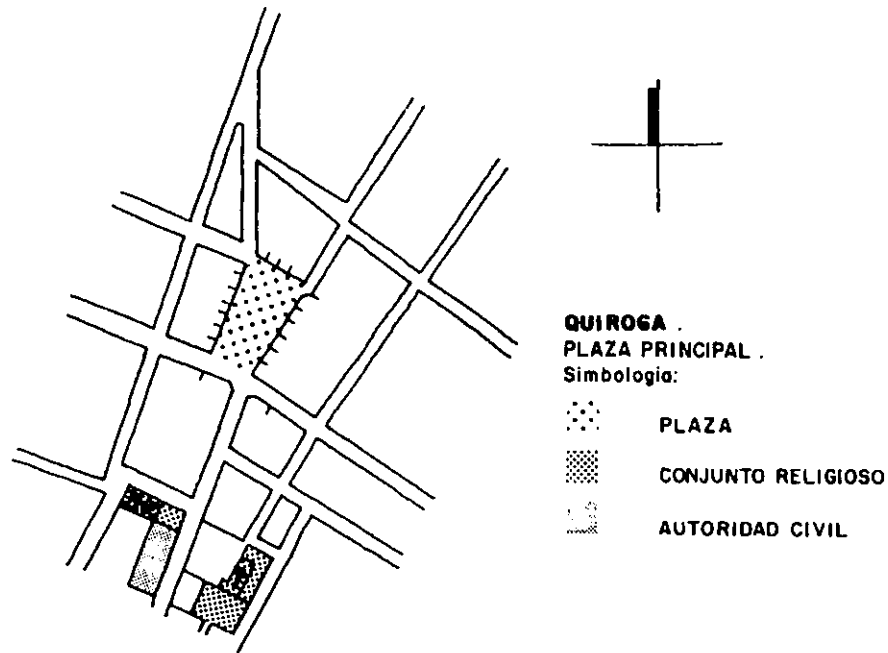 QUIROGA .
PLAZA PRINCIPAL .
Simbologia:
PLAZA
CONJUNTO RELIGIOSO
AUTORIDAD CIVIL